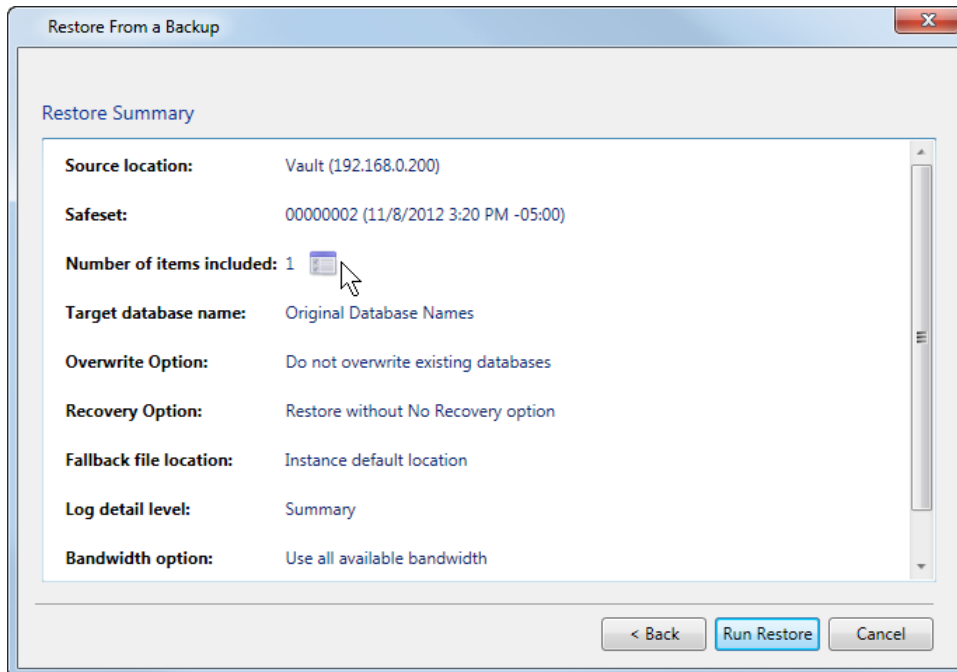 Restore From a Backup
Restore Summary
Source location: Vault (192.168.0.200)
Safeset: 00000002 (11/8/2012 3:20 PM -05:00)
Number of items included: 1
Target database name: Original Database Names
Overwrite Option: Do not overwrite existing databases
Recovery Option: Restore without No Recovery option
Fallback file location: Instance default location
Log detail level: Summary
Bandwidth option: Use all available bandwidth
< Back Run Restore Cancel